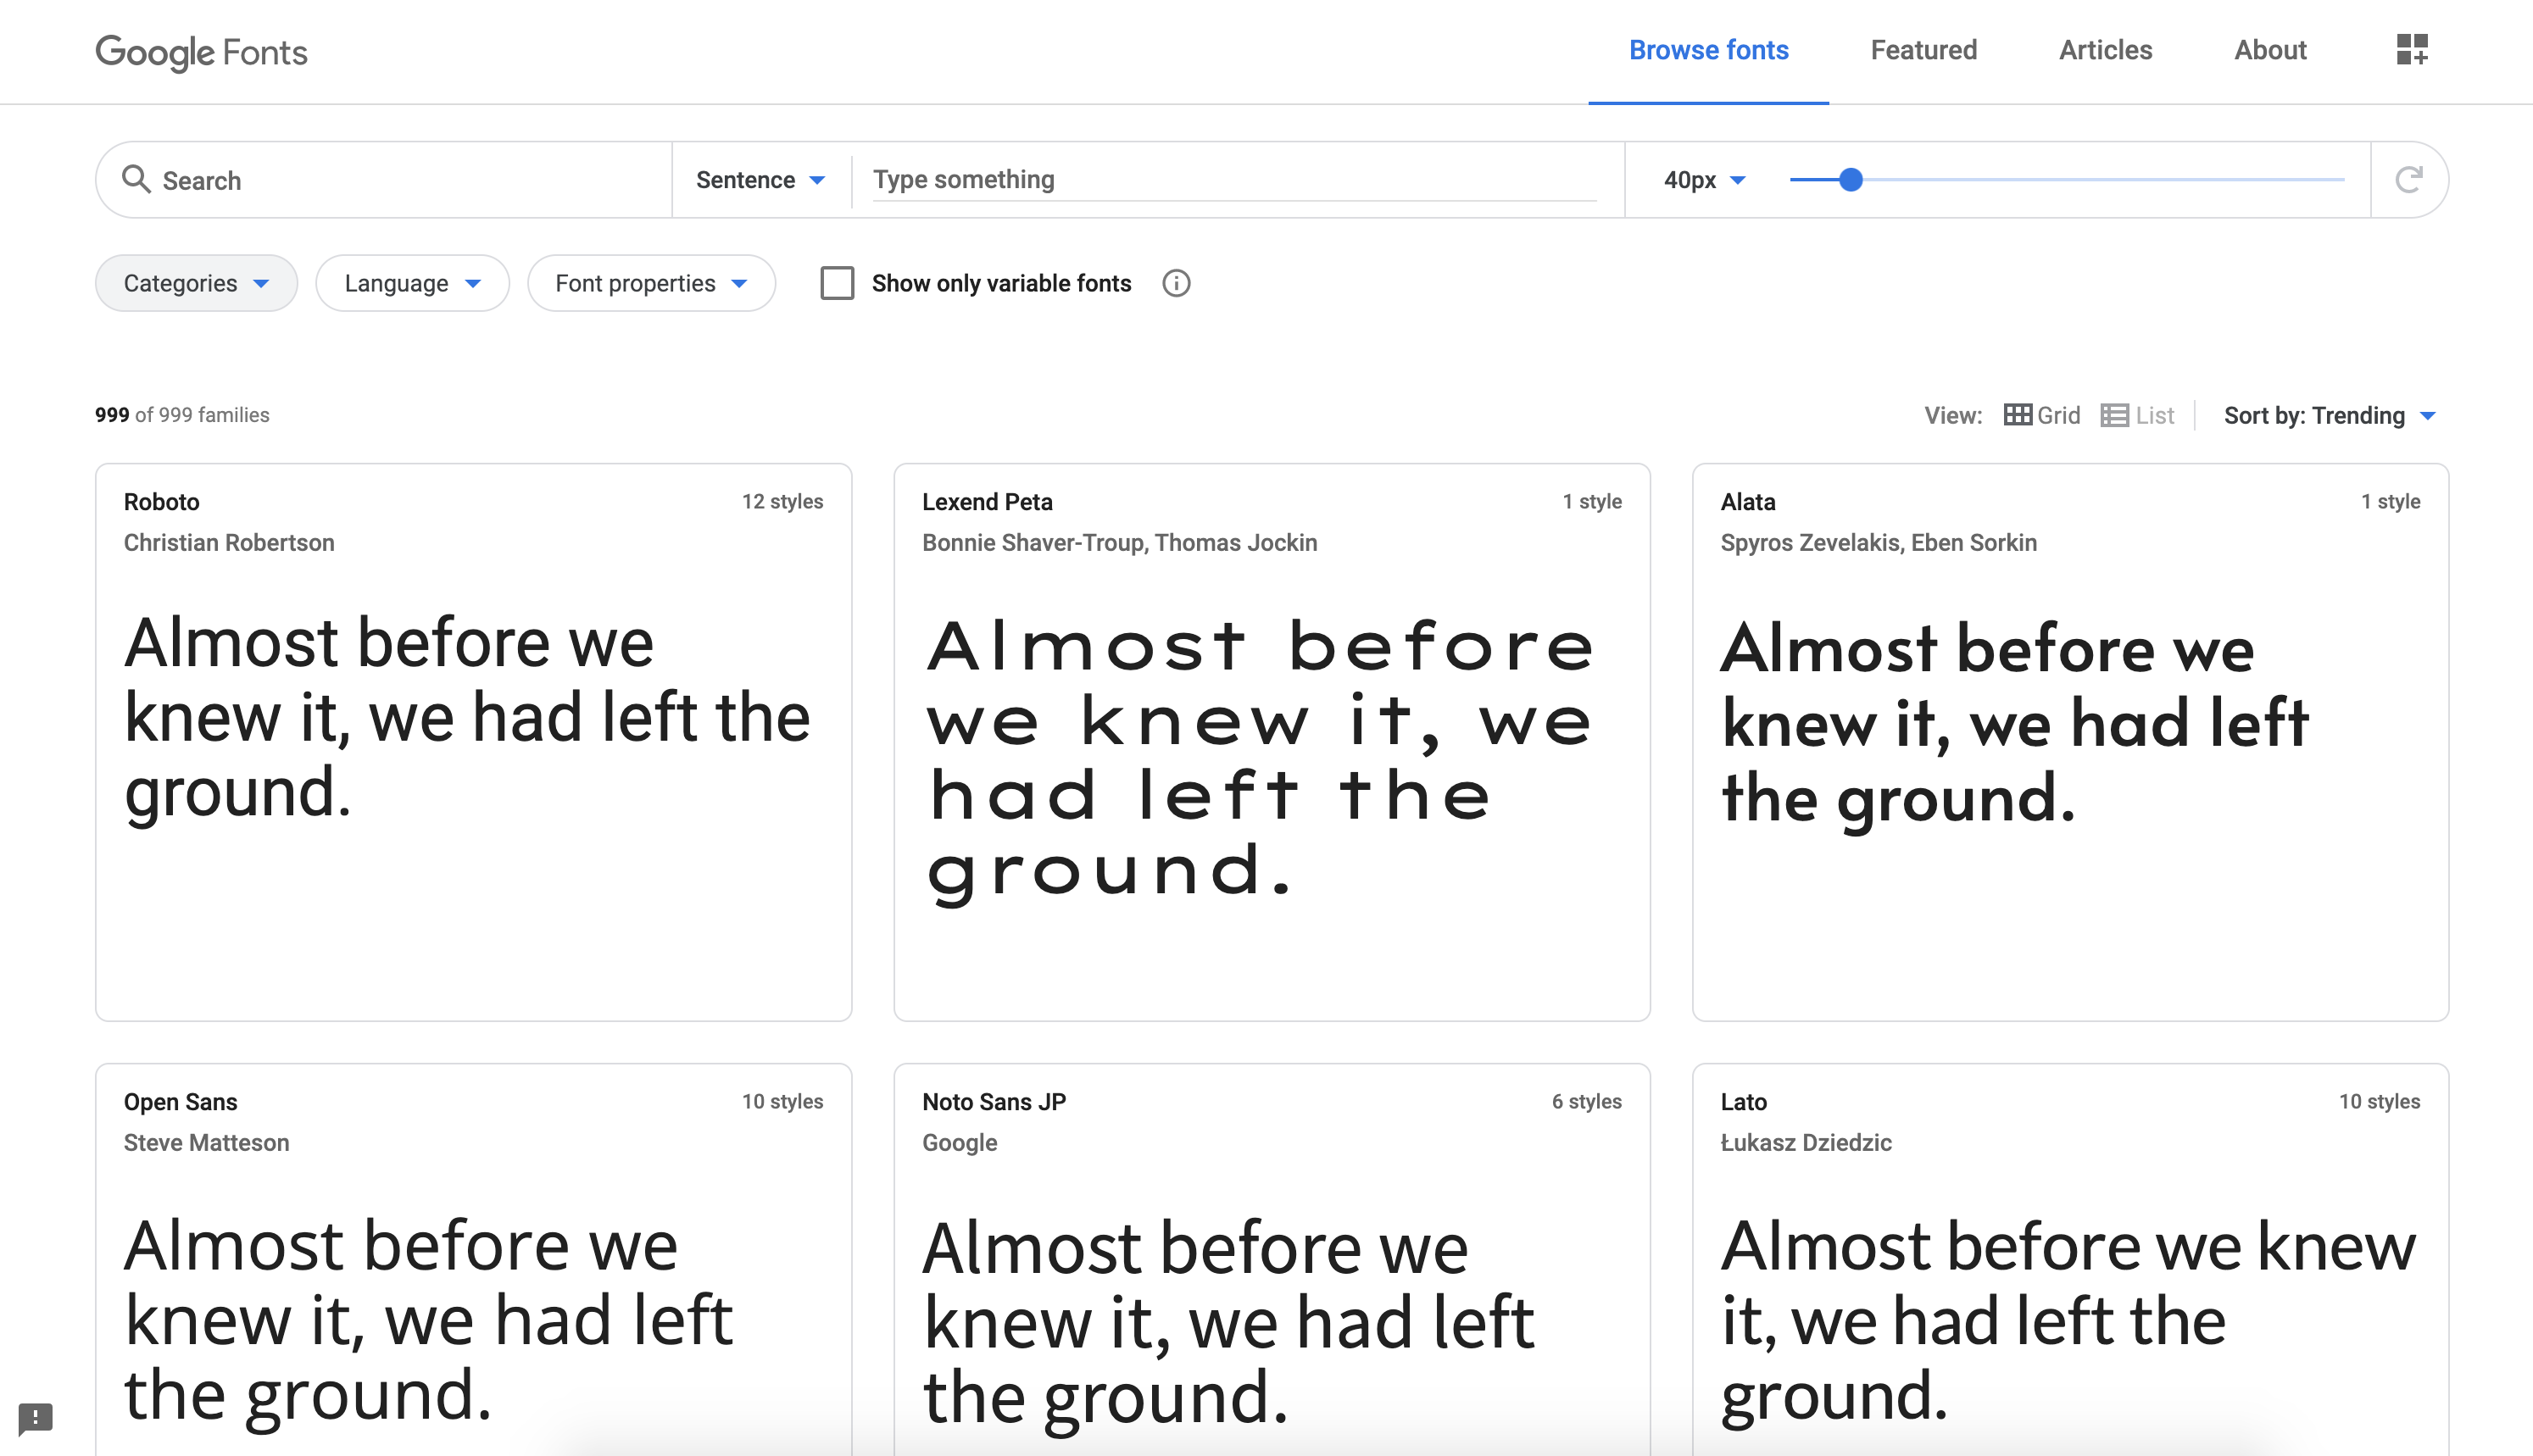 Google Fonts
Browse fonts
Featured
Articles
About
Search
Sentence
Type something
40px
Categories
Language
Font properties
Show only variable fonts
999 of 999 families
View:
Grid
List
Sort by: Trending
Roboto
12 styles
Christian Robertson
Almost before we
knew it, we had left the
ground.
Lexend Peta
1 style
Bonnie Shaver-Troup, Thomas Jockin
Almost before
we knew it, we
had left the
ground.
Alata
1 style
Spyros Zevelakis, Eben Sorkin
Almost before we
knew it, we had left
the ground.
Open Sans
10 styles
Steve Matteson
Almost before we
knew it, we had left
the ground.
Noto Sans JP
6 styles
Google
Almost before we
knew it, we had left
the ground.
Lato
10 styles
Łukasz Dziedzic
Almost before we knew
it, we had left the
ground.